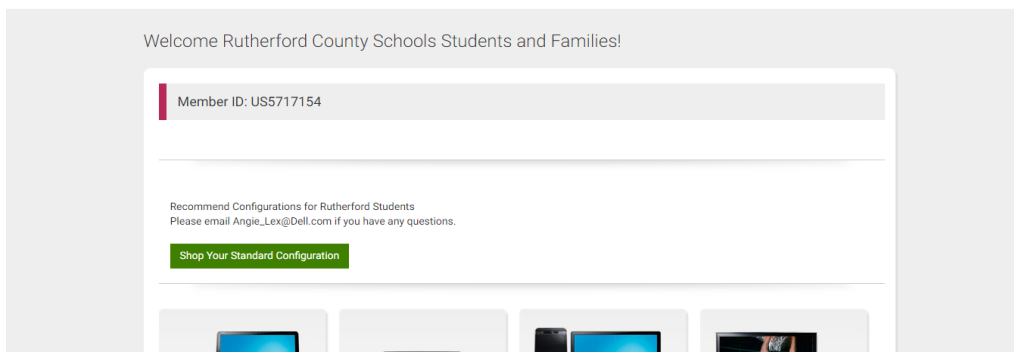 Welcome Rutherford County Schools Students and Families!
Member ID: US5717154
Recommend Configurations for Rutherford Students
Please email Angie_Lex@Dell.com if you have any questions.
Shop Your Standard Configuration